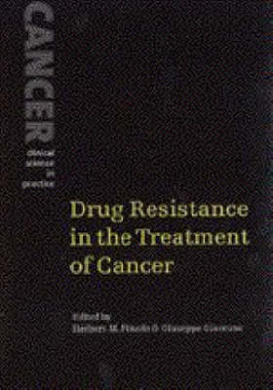 CANCER
clinical
science
in
practice
Drug Resistance
in the Treatment
of Cancer
Edited by
Herbert M. Pinedo & Giuseppe Giaccone